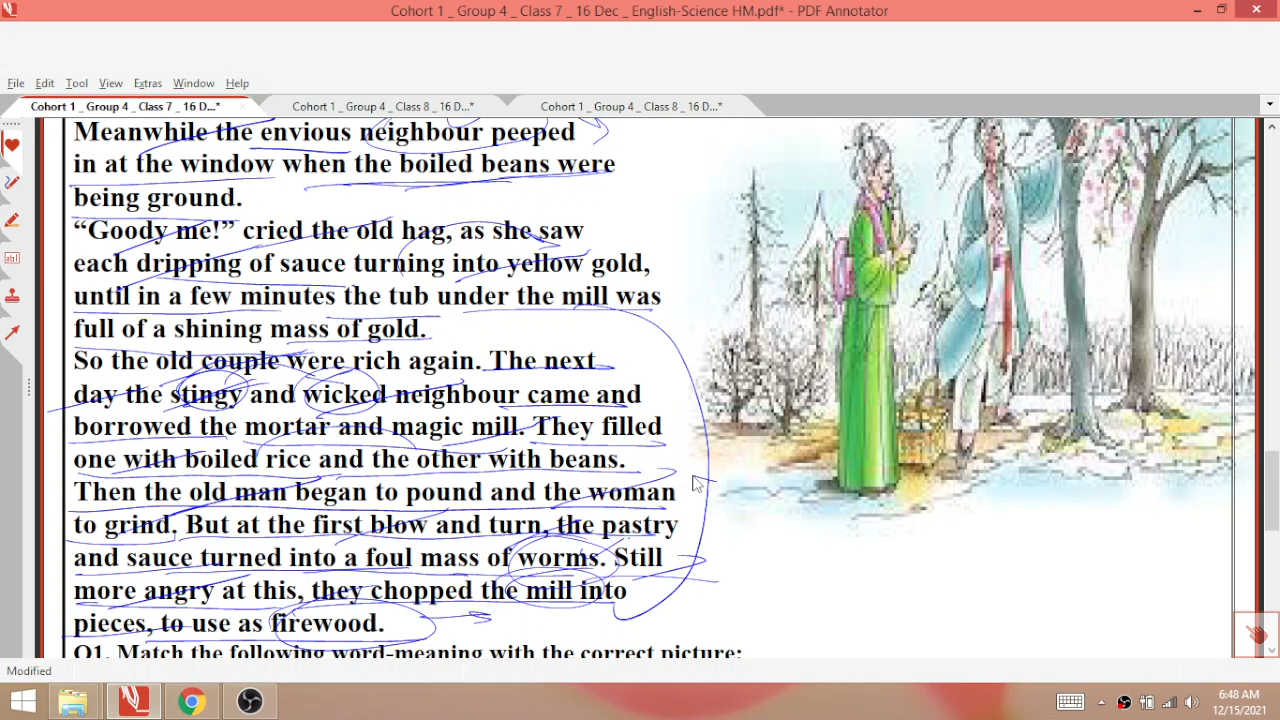 Cohort 1 _ Group 4 _ Class 7 _ 16 Dec _ English-Science HM.pdf* - PDF Annotator
File Edit Tool View Extras Window Help
Cohort 1 _ Group 4 _ Class 7 _ 16 D...* Cohort 1 _ Group 4 _ Class 8 _ 16 D...* Cohort 1 _ Group 4 _ Class 8 _ 16 D...*
Meanwhile the envious neighbour peeped
in at the window when the boiled beans were
being ground.
“Goody me!” cried the old hag, as she saw
each dripping of sauce turning into yellow gold,
until in a few minutes the tub under the mill was
full of a shining mass of gold.
So the old couple were rich again. The next
day the stingy and wicked neighbour came and
borrowed the mortar and magic mill. They filled
one with boiled rice and the other with beans.
Then the old man began to pound and the woman
to grind. But at the first blow and turn, the pastry
and sauce turned into a foul mass of worms. Still
more angry at this, they chopped the mill into
pieces, to use as firewood.
Q1. Match the following word-meaning with the correct picture:
Modified
6:48 AM
12/15/2021